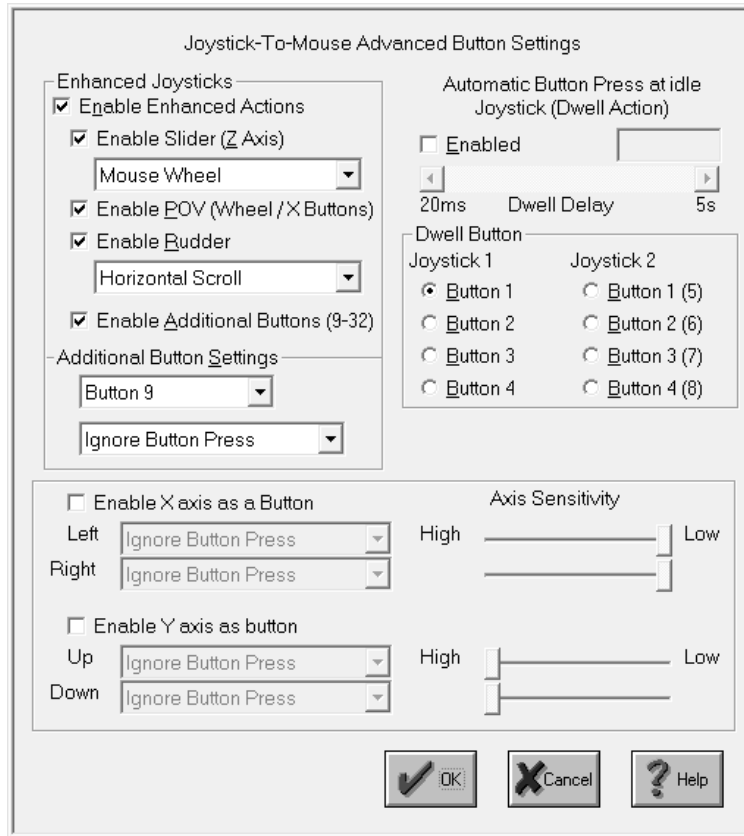 Joystick-To-Mouse Advanced Button Settings
Enhanced Joysticks
Enable Enhanced Actions
Enable Slider (Z Axis)
Mouse Wheel
Enable POV (Wheel / X Buttons)
Enable Rudder
Horizontal Scroll
Enable Additional Buttons (9-32)
Additional Button Settings
Button 9
Ignore Button Press
Automatic Button Press at idle
Joystick (Dwell Action)
Enabled
20ms Dwell Delay 5s
Dwell Button
Joystick 1 Joystick 2
Button 1 Button 1 (5)
Button 2 Button 2 (6)
Button 3 Button 3 (7)
Button 4 Button 4 (8)
Enable X axis as a Button Axis Sensitivity
Left Ignore Button Press High Low
Right Ignore Button Press
Enable Y axis as button
Up Ignore Button Press High Low
Down Ignore Button Press
OK Cancel Help